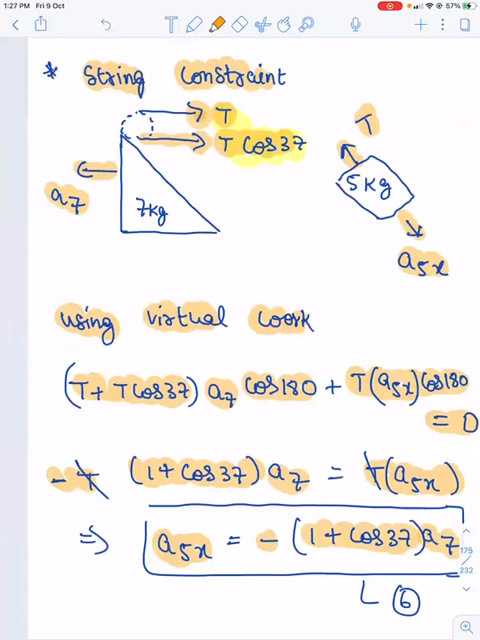 1:27 PM Fri 9 Oct
57%
* String Constraint
T
T Cos37
a7
7kg
T
5kg
a5x
using virtual work
(T + T Cos37) a7 Cos180 + T(a5x) Cos180
= 0
- T (1 + cos37) a7 = T(a5x)
⇒ a5x = - (1 + cos37) a7
6
175
232